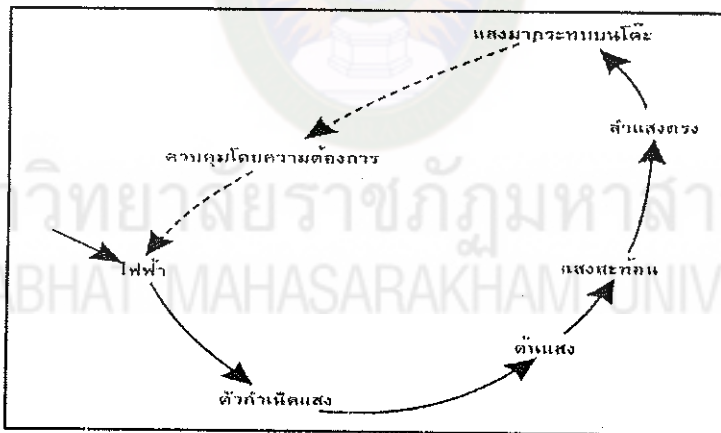 แสงมากระทบบนโต๊ะ
ลำแสงตรง
ควบคุมโดยความต้องการ
ไฟฟ้า
แสงสะท้อน
ต้นแสง
ตัวกำเนิดแสง
วิทยาลัยราชภัฏมหาสา
ABHAT MAHASARAKHAM UNIV